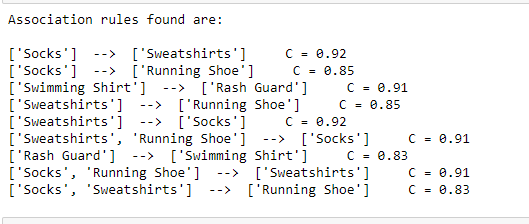 Association rules found are:
['Socks'] --> ['Sweatshirts'] C = 0.92
['Socks'] --> ['Running Shoe'] C = 0.85
['Swimming Shirt'] --> ['Rash Guard'] C = 0.91
['Sweatshirts'] --> ['Running Shoe'] C = 0.85
['Sweatshirts'] --> ['Socks'] C = 0.92
['Sweatshirts', 'Running Shoe'] --> ['Socks'] C = 0.91
['Rash Guard'] --> ['Swimming Shirt'] C = 0.83
['Socks', 'Running Shoe'] --> ['Sweatshirts'] C = 0.91
['Socks', 'Sweatshirts'] --> ['Running Shoe'] C = 0.83